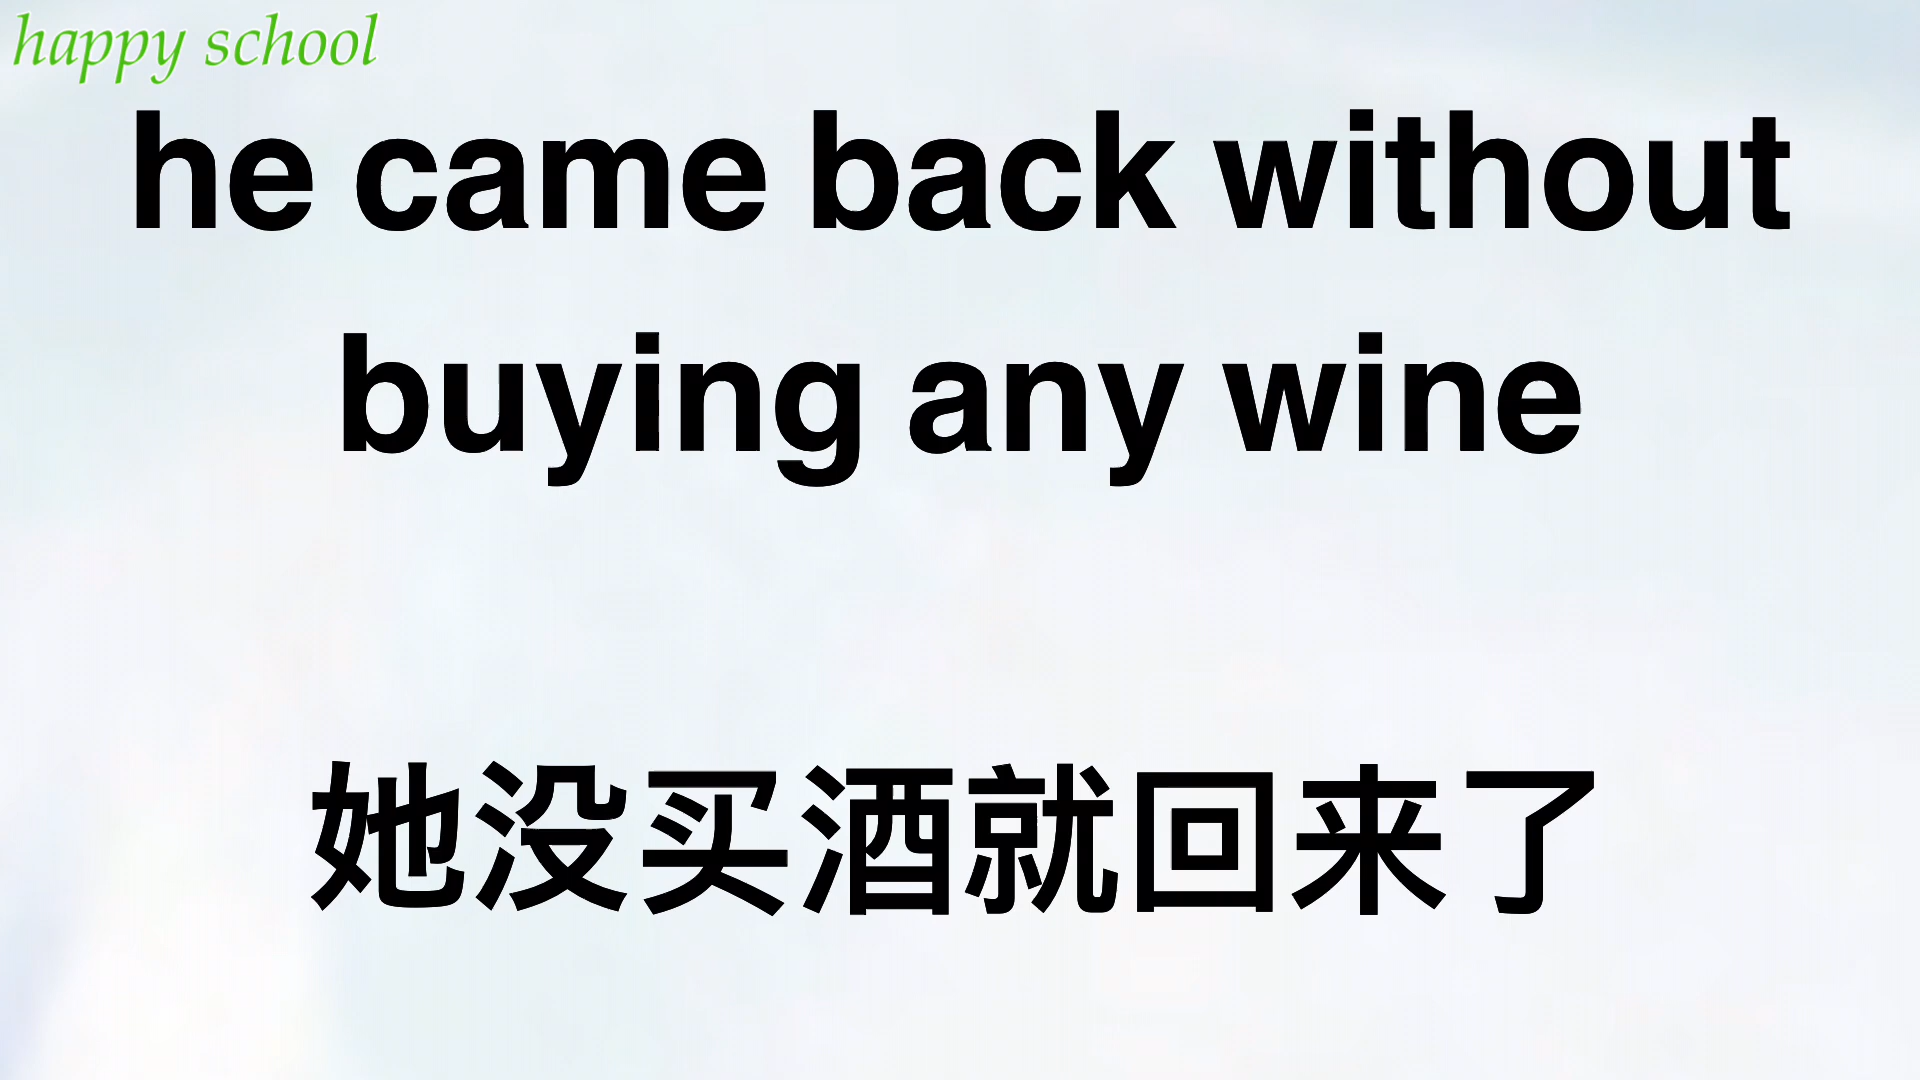 happy school
he came back without
buying any wine
她没买酒就回来了